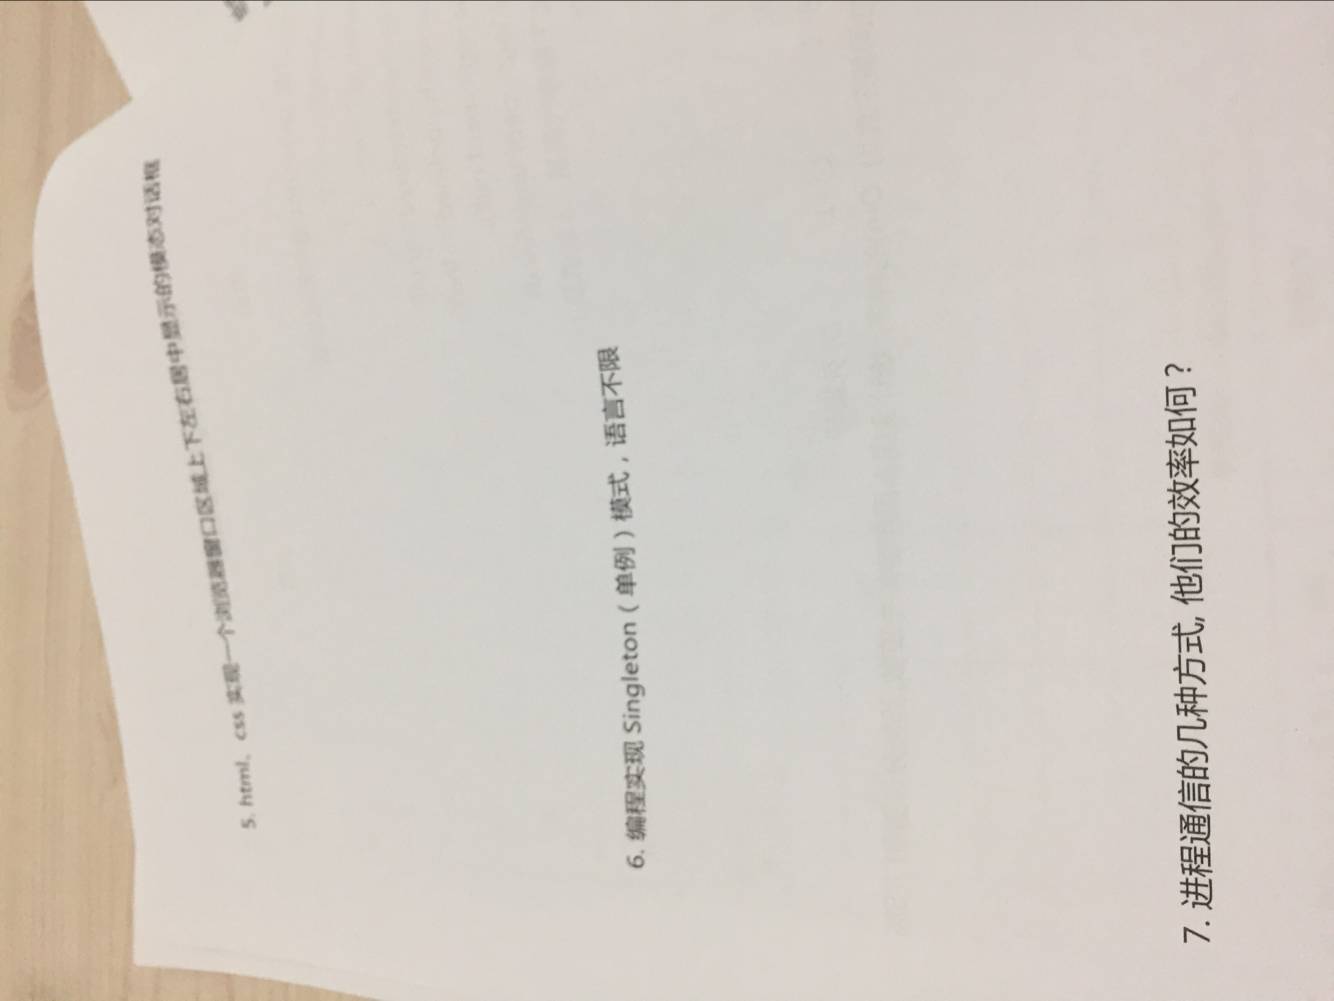 5. html、css 实现一个浏览器窗口区域上下左右居中显示的模态对话框
6. 编程实现 Singleton（单例）模式，语言不限
7. 进程通信的几种方式, 他们的效率如何？